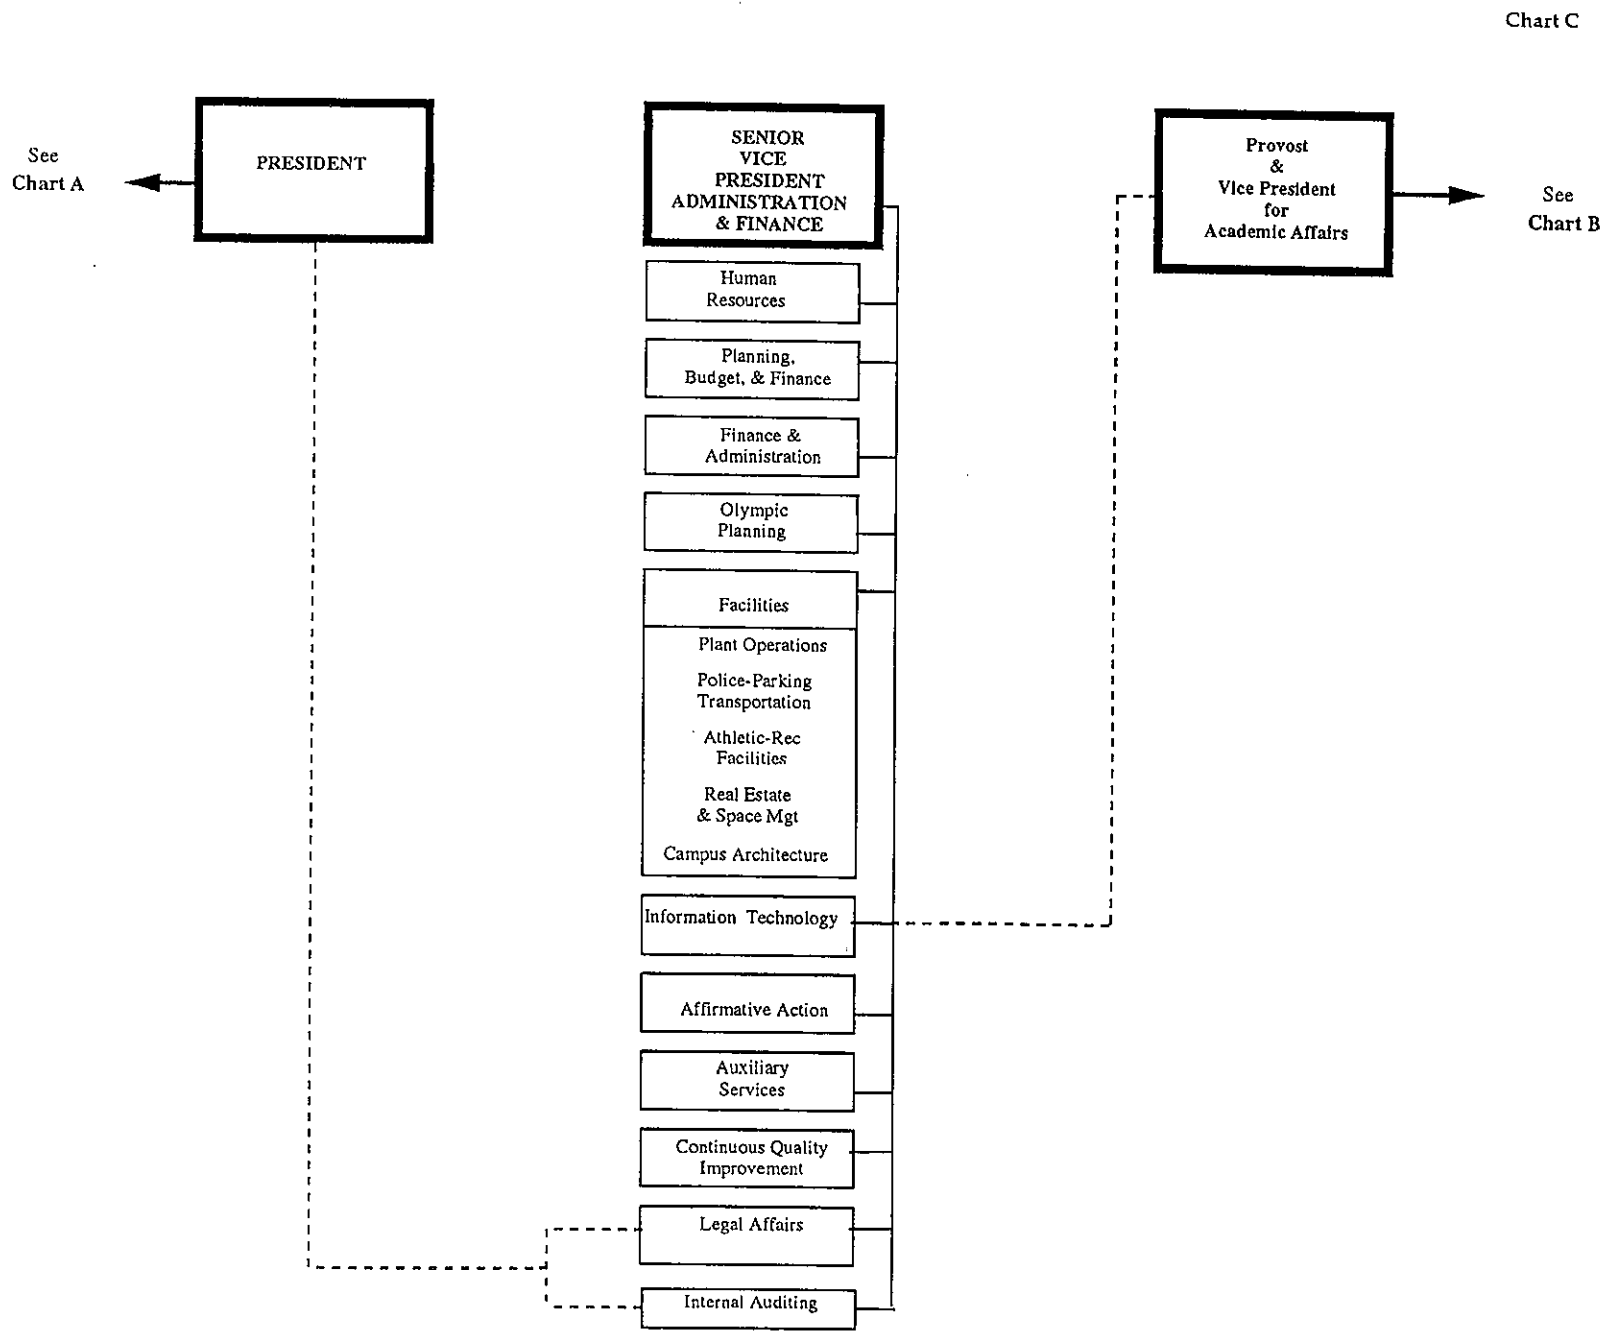 Chart C
See
Chart A
PRESIDENT
SENIOR
VICE
PRESIDENT
ADMINISTRATION
& FINANCE
Provost
&
Vice President
for
Academic Affairs
See
Chart B
Human
Resources
Planning,
Budget, & Finance
Finance &
Administration
Olympic
Planning
Facilities
Plant Operations
Police-Parking
Transportation
Athletic-Rec
Facilities
Real Estate
& Space Mgt
Campus Architecture
Information Technology
Affirmative Action
Auxiliary
Services
Continuous Quality
Improvement
Legal Affairs
Internal Auditing